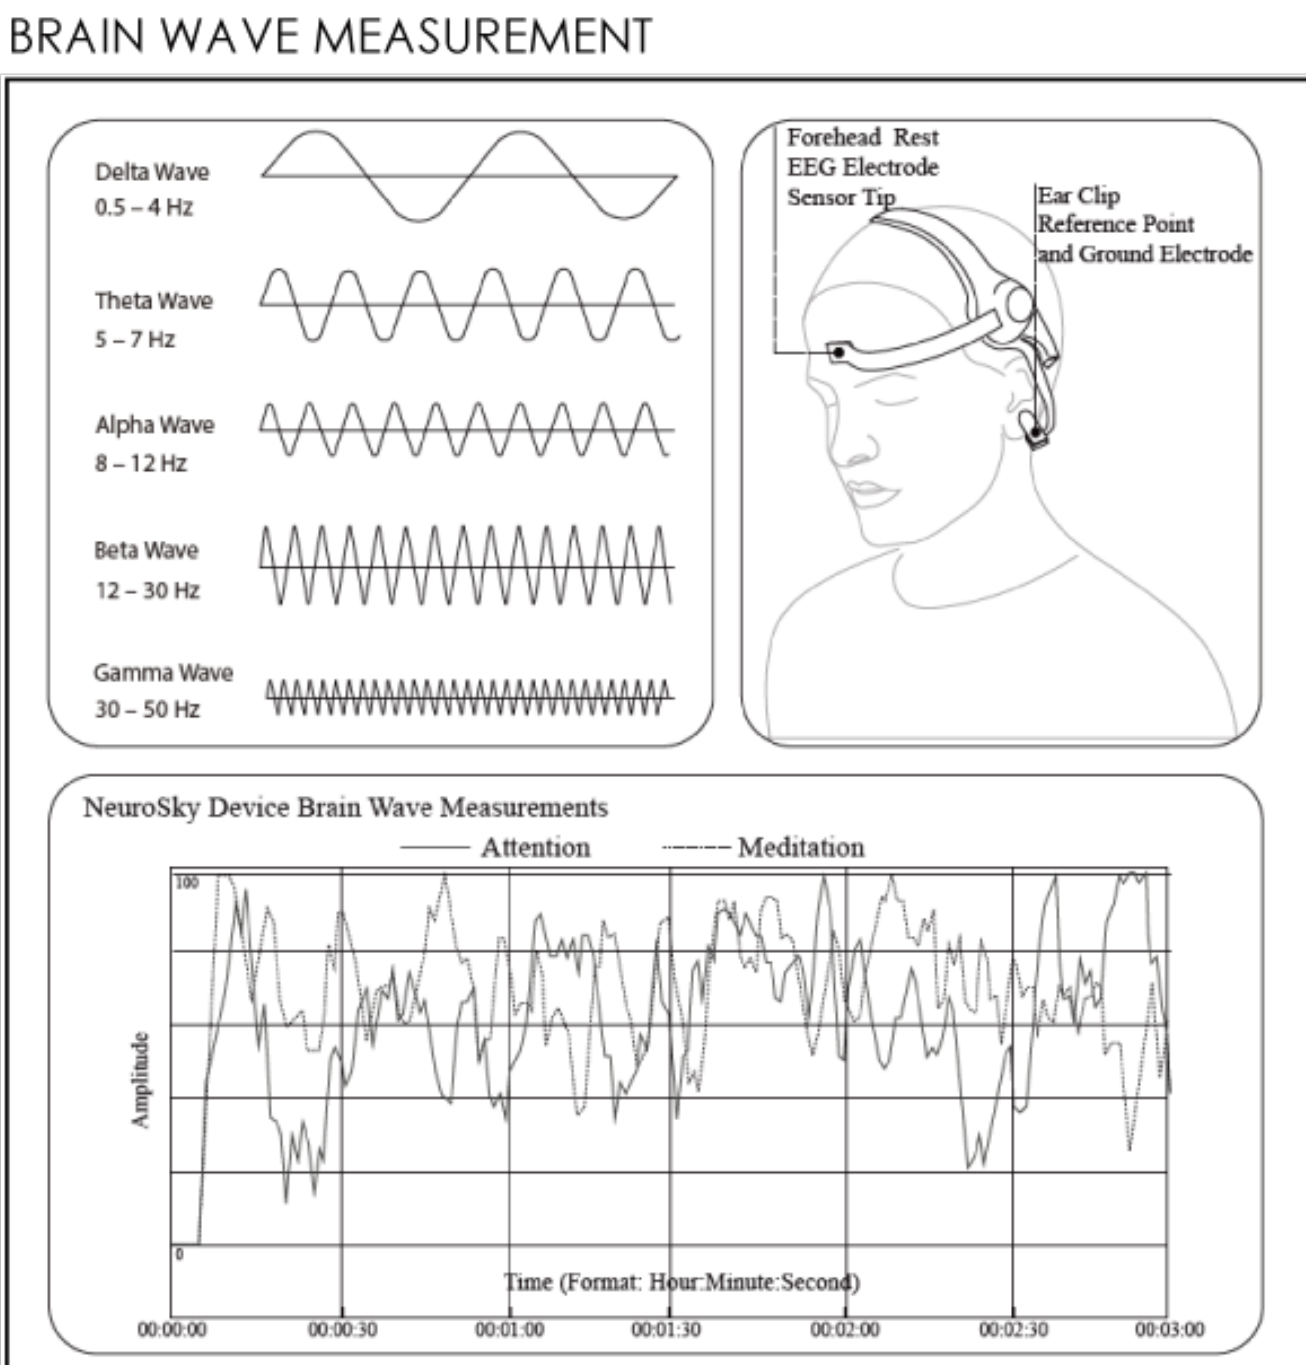 BRAIN WAVE MEASUREMENT
Delta Wave
0.5 – 4 Hz
Theta Wave
5 – 7 Hz
Alpha Wave
8 – 12 Hz
Beta Wave
12 – 30 Hz
Gamma Wave
30 – 50 Hz
Forehead Rest
EEG Electrode
Sensor Tip
Ear Clip
Reference Point
and Ground Electrode
NeuroSky Device Brain Wave Measurements
Attention
Meditation
100
Amplitude
0
Time (Format: Hour:Minute:Second)
00:00:00 00:00:30 00:01:00 00:01:30 00:02:00 00:02:30 00:03:00